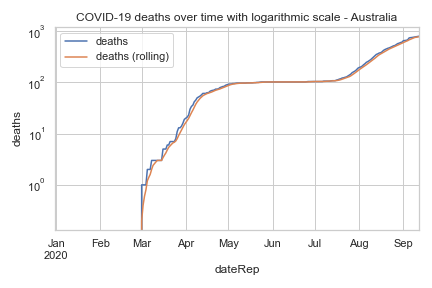 COVID-19 deaths over time with logarithmic scale - Australia
deaths
deaths (rolling)
deaths
10³
10²
10¹
10⁰
Jan Feb Mar Apr May Jun Jul Aug Sep
2020
dateRep